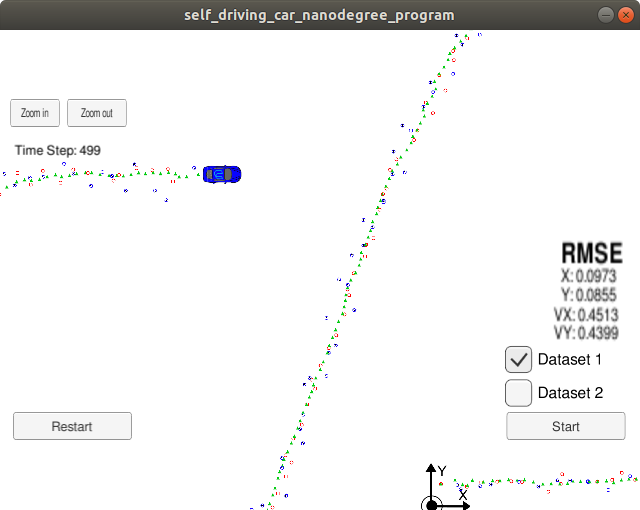 self_driving_car_nanodegree_program
Zoom in
Zoom out
Time Step: 499
RMSE
X: 0.0973
Y: 0.0855
VX: 0.4513
VY: 0.4399
Dataset 1
Dataset 2
Restart
Start
Y
X